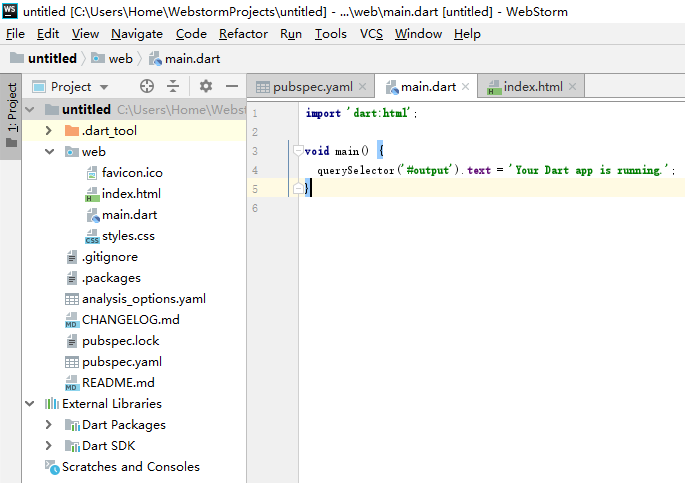 WS untitled [C:\Users\Home\WebstormProjects\untitled] - ...\web\main.dart [untitled] - WebStorm
File Edit View Navigate Code Refactor Run Tools VCS Window Help
untitled web main.dart
1: Project
Project
pubspec.yaml main.dart index.html
untitled C:\Users\Home\Webst
.dart_tool
web
favicon.ico
index.html
main.dart
styles.css
.gitignore
.packages
analysis_options.yaml
CHANGELOG.md
pubspec.lock
pubspec.yaml
README.md
External Libraries
Dart Packages
Dart SDK
Scratches and Consoles
1 import 'dart:html';
2
3 void main() {
4 querySelector('#output').text = 'Your Dart app is running.';
5 }
6